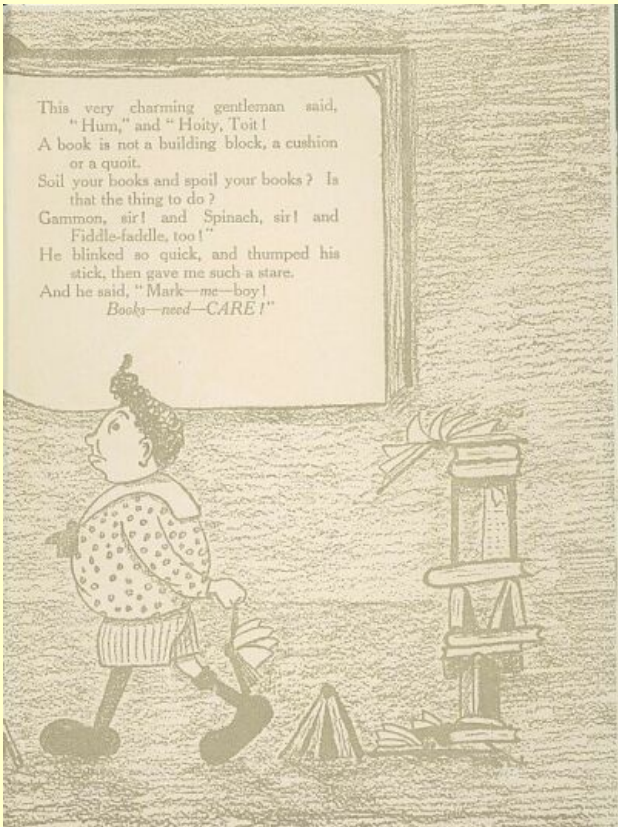 This very charming gentleman said,
"Hum," and "Hoity, Toit!
A book is not a building block, a cushion
or a quoit.
Soil your books and spoil your books? Is
that the thing to do?
Gammon, sir! and Spinach, sir! and
Fiddle-faddle, too!"
He blinked so quick, and thumped his
stick, then gave me such a stare.
And he said, "Mark—me—boy!
Books—need—CARE!"